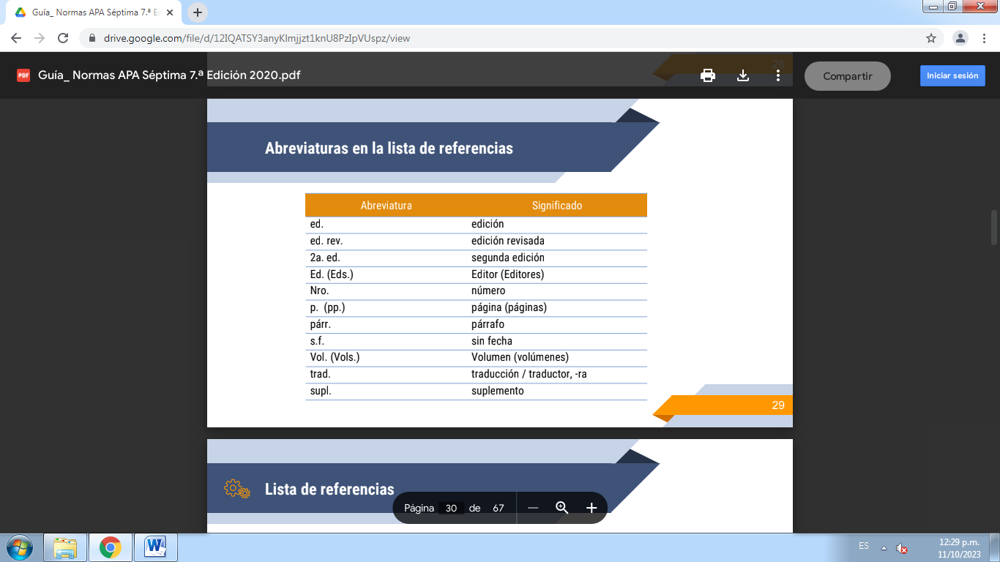 Guía_ Normas APA Séptima 7.ª Ed
drive.google.com/file/d/12IQATSY3anyKlmjjzt1knU8PzIpVUspz/view
PDF Guía_ Normas APA Séptima 7.ª Edición 2020.pdf
28
Compartir
Iniciar sesión
Abreviaturas en la lista de referencias
Abreviatura Significado
ed. edición
ed. rev. edición revisada
2a. ed. segunda edición
Ed. (Eds.) Editor (Editores)
Nro. número
p. (pp.) página (páginas)
párr. párrafo
s.f. sin fecha
Vol. (Vols.) Volumen (volúmenes)
trad. traducción / traductor, -ra
supl. suplemento
29
Lista de referencias
Página 30 de 67
ES
12:29 p.m.
11/10/2023